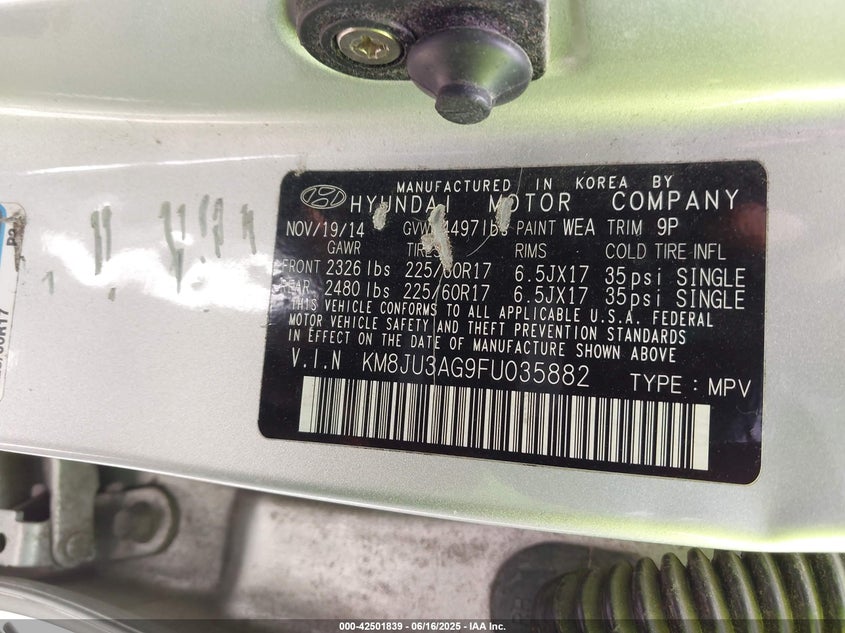 MANUFACTURED IN KOREA BY
HYUNDAI MOTOR COMPANY
NOV/19/14 4497lbs PAINT WEA TRIM 9P
GAWR TIRES RIMS COLD TIRE INFL
FRONT 2326 lbs 225/60R17 6.5JX17 35psi SINGLE
REAR 2480 lbs 225/60R17 6.5JX17 35psi SINGLE
THIS VEHICLE CONFORMS TO ALL APPLICABLE U.S.A. FEDERAL
MOTOR VEHICLE SAFETY AND THEFT PREVENTION STANDARDS
IN EFFECT ON THE DATE OF MANUFACTURE SHOWN ABOVE
V.I.N KM8JU3AG9FU035882 TYPE : MPV
000-42501839 - 06/16/2025 - IAA Inc.